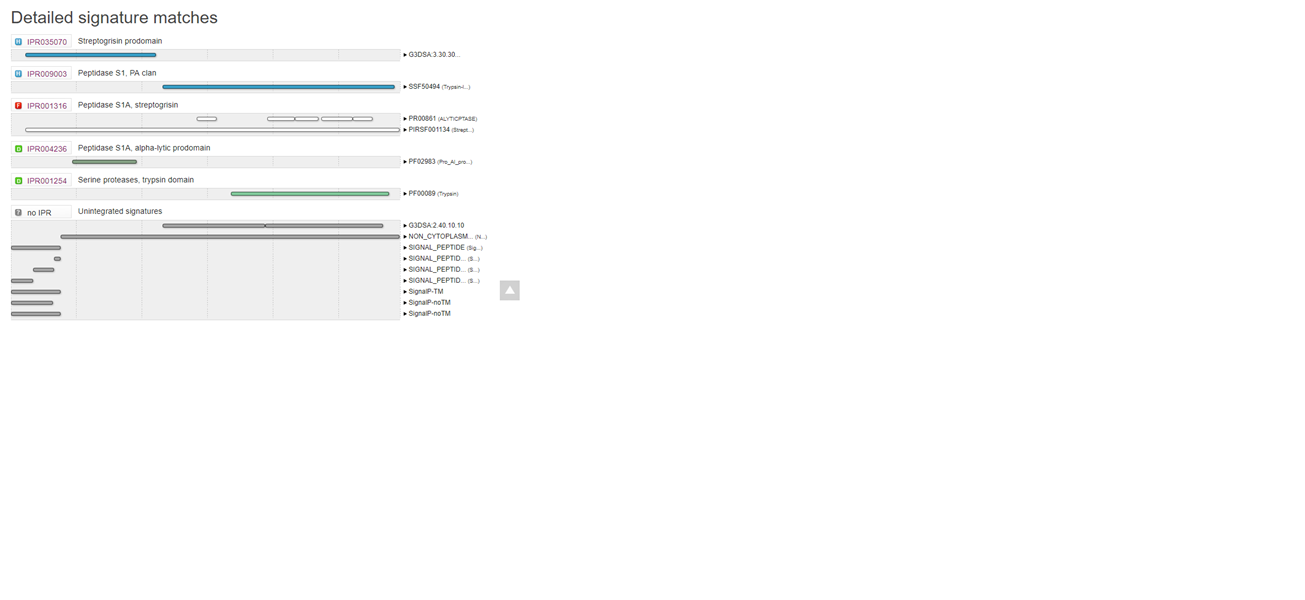 Detailed signature matches
H IPR035070 Streptogrisin prodomain
▸ G3DSA:3.30.30...
H IPR009003 Peptidase S1, PA clan
▸ SSF50494 (Trypsin-l...)
F IPR001316 Peptidase S1A, streptogrisin
▸ PR00861 (ALYTICPTASE)
▸ PIRSF001134 (Strept...)
D IPR004236 Peptidase S1A, alpha-lytic prodomain
▸ PF02983 (Pro_Al_pro...)
D IPR001254 Serine proteases, trypsin domain
▸ PF00089 (Trypsin)
? no IPR Unintegrated signatures
▸ G3DSA:2.40.10.10
▸ NON_CYTOPLASM... (N...)
▸ SIGNAL_PEPTIDE (Sig...)
▸ SIGNAL_PEPTID... (S...)
▸ SIGNAL_PEPTID... (S...)
▸ SIGNAL_PEPTID... (S...)
▸ SignalP-TM
▸ SignalP-noTM
▸ SignalP-noTM